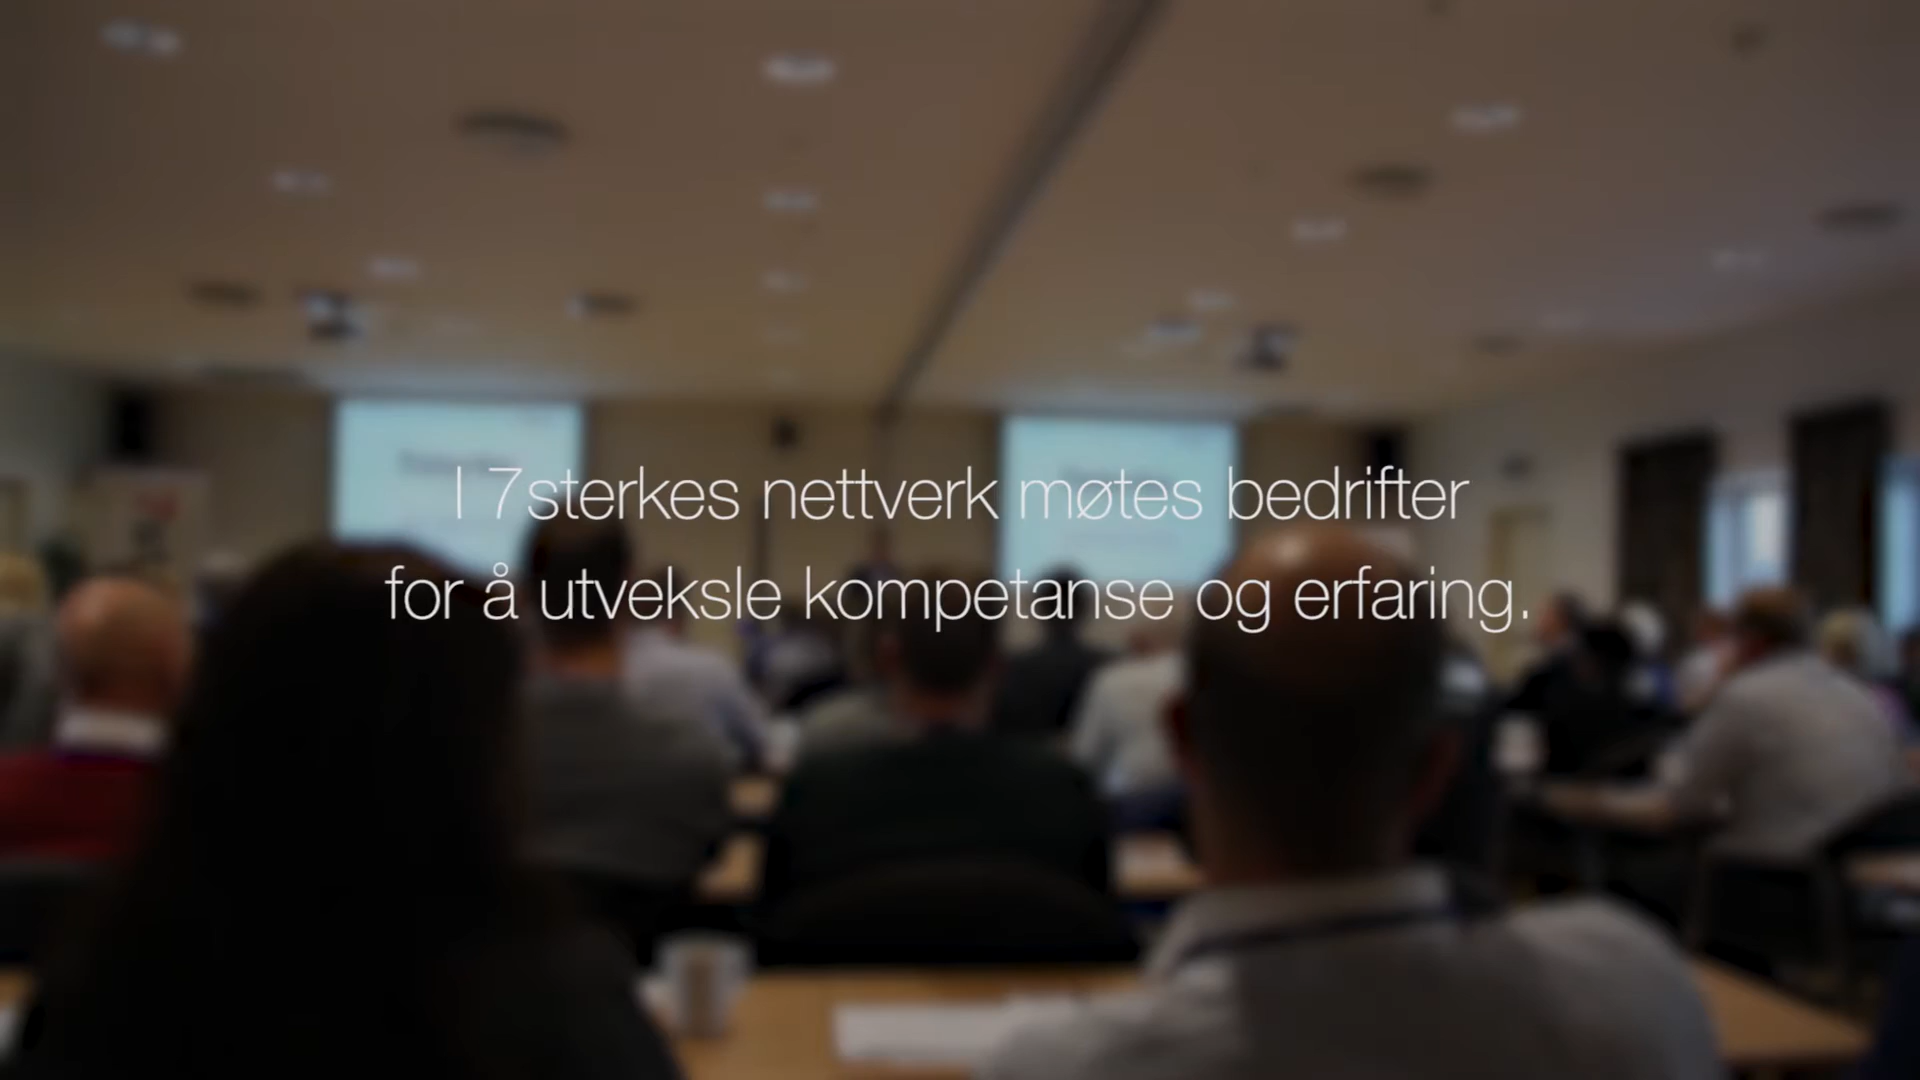 I 7sterkes nettverk møtes bedrifter
for å utveksle kompetanse og erfaring.